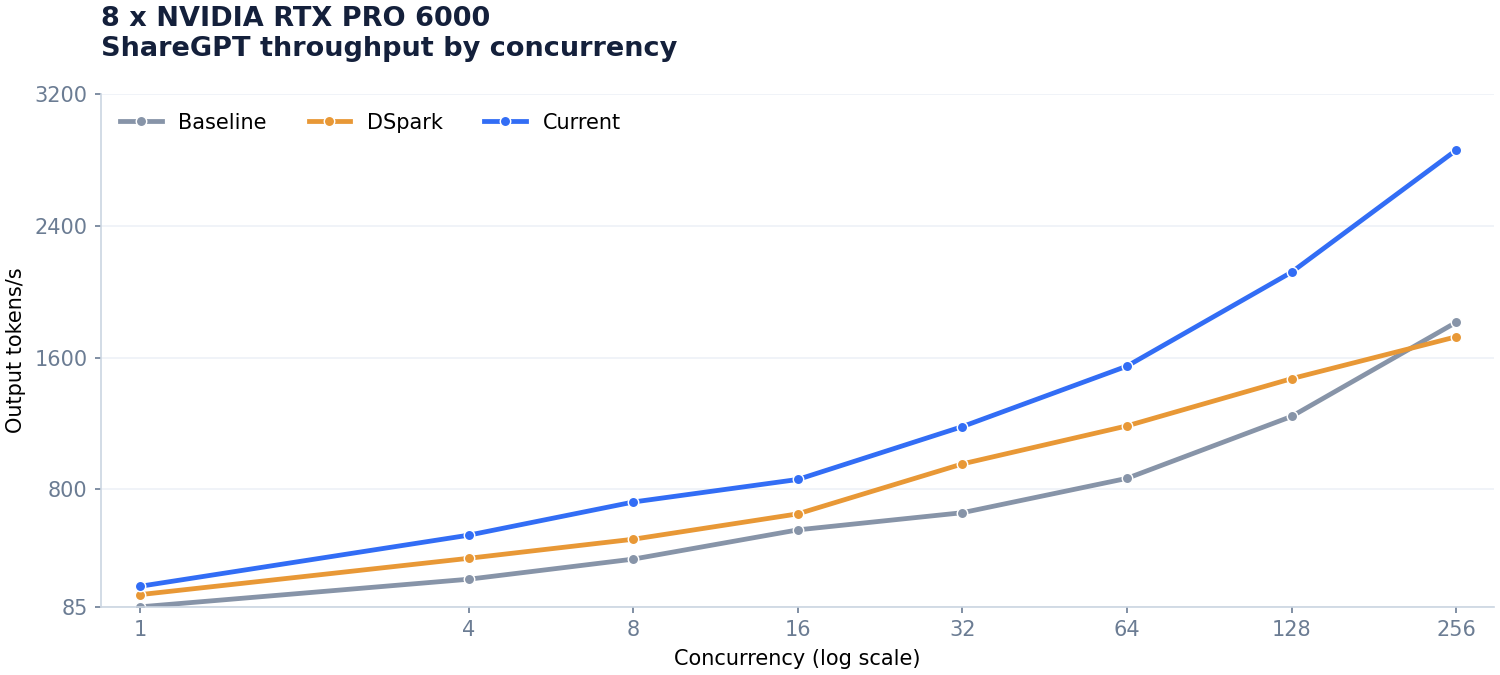 8 x NVIDIA RTX PRO 6000
ShareGPT throughput by concurrency
3200
Baseline
DSpark
Current
2400
1600
800
85
Output tokens/s
1
4
8
16
32
64
128
256
Concurrency (log scale)